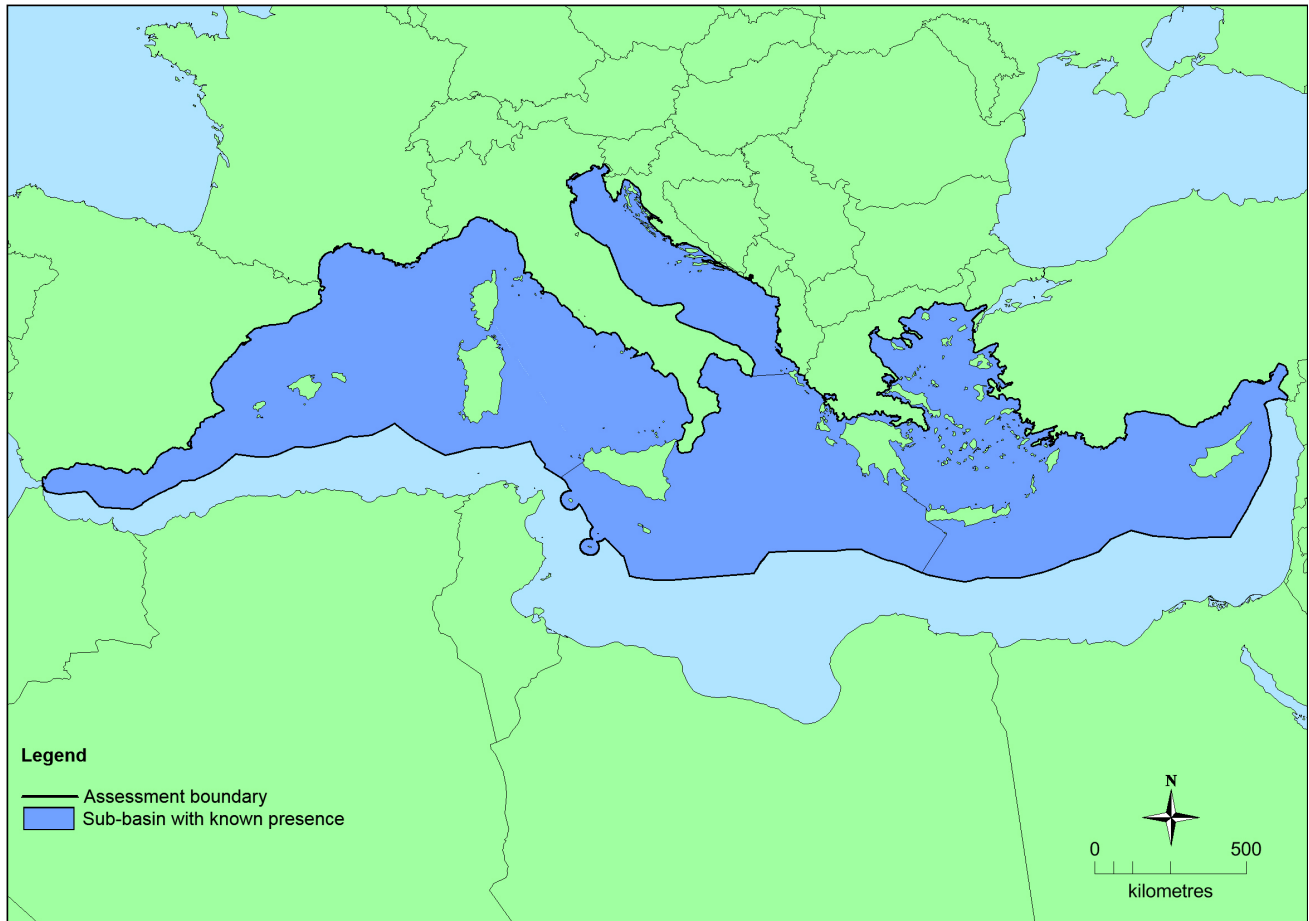 Legend
Assessment boundary
Sub-basin with known presence
N
0 500
kilometres